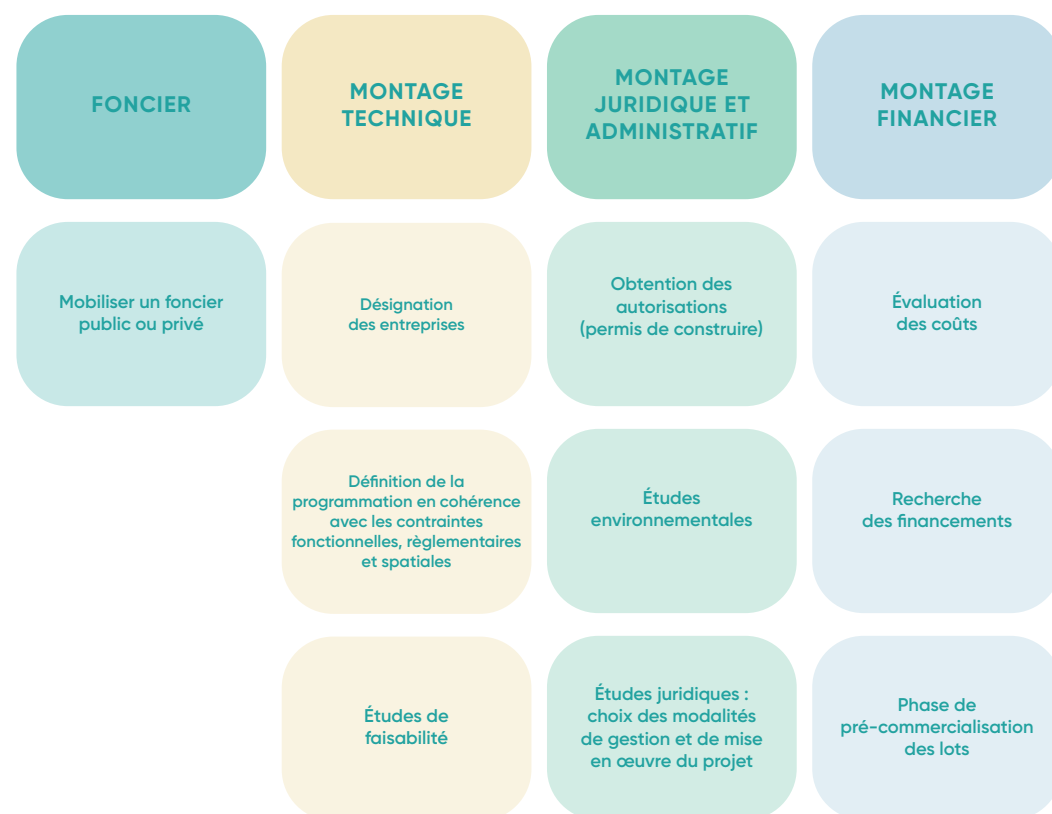 FONCIER
MONTAGE
TECHNIQUE
MONTAGE
JURIDIQUE ET
ADMINISTRATIF
MONTAGE
FINANCIER
Mobiliser un foncier
public ou privé
Désignation
des entreprises
Obtention des
autorisations
(permis de construire)
Évaluation
des coûts
Définition de la
programmation en cohérence
avec les contraintes
fonctionnelles, règlementaires
et spatiales
Études
environnementales
Recherche
des financements
Études de
faisabilité
Études juridiques :
choix des modalités
de gestion et de mise
en œuvre du projet
Phase de
pré-commercialisation
des lots